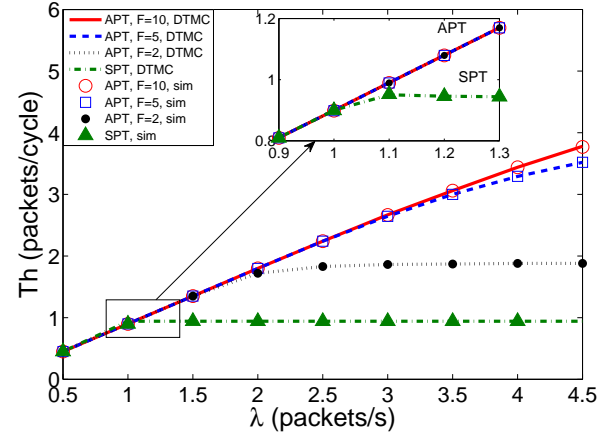 APT, F=10, DTMC
APT, F=5, DTMC
APT, F=2, DTMC
SPT, DTMC
APT, F=10, sim
APT, F=5, sim
APT, F=2, sim
SPT, sim
1.2
1
0.8
0.9 1 1.1 1.2 1.3
APT
SPT
6
5
4
3
2
1
0
0.5 1 1.5 2 2.5 3 3.5 4 4.5
Th (packets/cycle)
λ (packets/s)